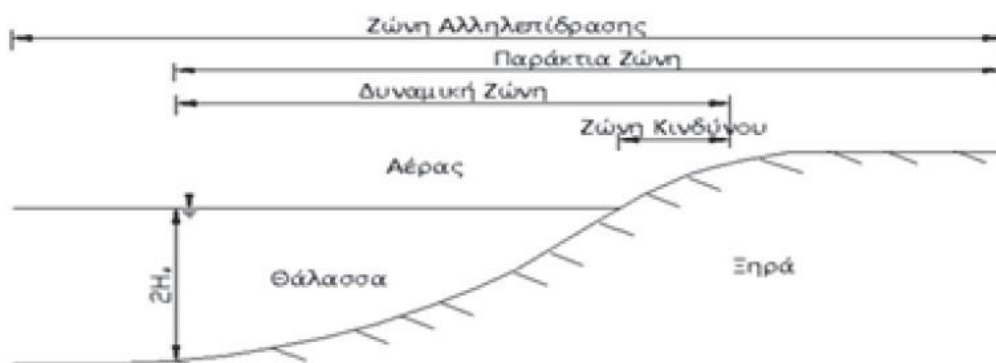 Ζώνη Αλληλεπίδρασης
Παράκτια Ζώνη
Δυναμική Ζώνη
Ζώνη Κινδύνου
Αέρας
Θάλασσα
Ξηρά